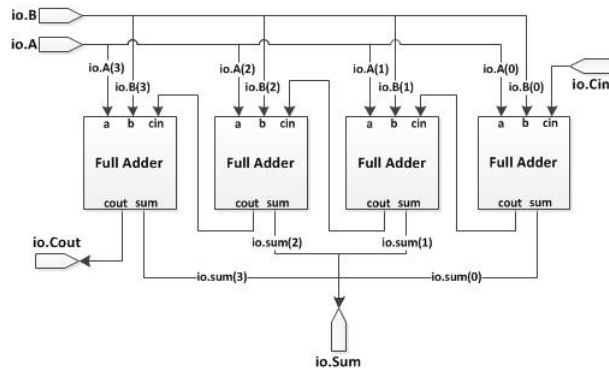 io.B
io.A
io.Cin
io.A(3)
io.B(3)
io.A(2)
io.B(2)
io.A(1)
io.B(1)
io.A(0)
io.B(0)
a b cin
a b cin
a b cin
a b cin
Full Adder
Full Adder
Full Adder
Full Adder
cout sum
cout sum
cout sum
cout sum
io.Cout
io.sum(2)
io.sum(1)
io.sum(3)
io.sum(0)
io.Sum